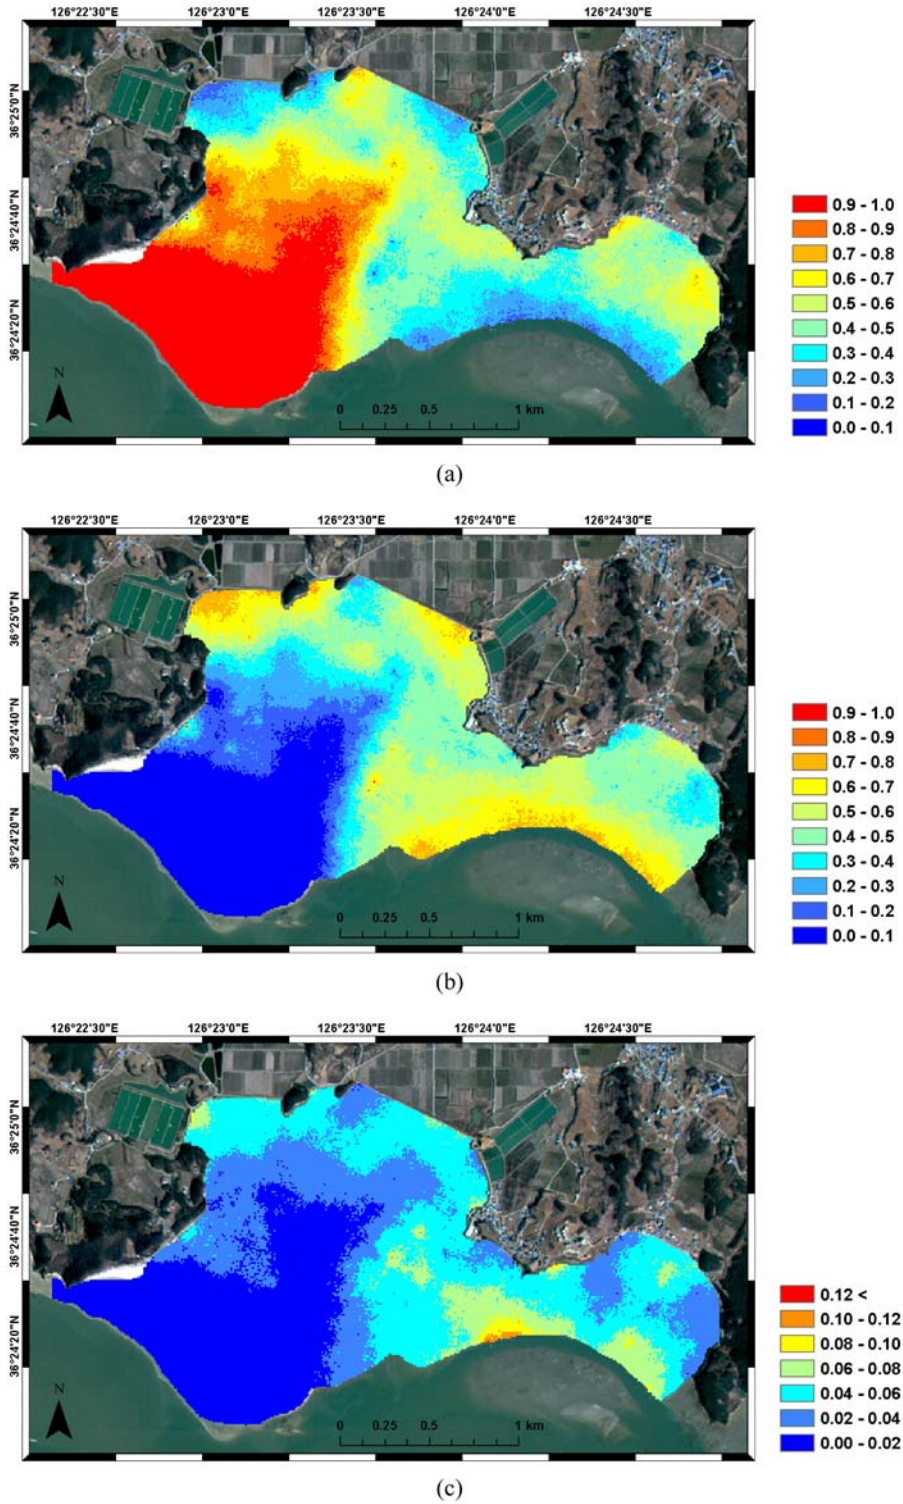 126°22'30"E 126°23'0"E 126°23'30"E 126°24'0"E 126°24'30"E
36°25'0"N
36°24'40"N
36°24'20"N
N
0 0.25 0.5 1 km
0.9 - 1.0
0.8 - 0.9
0.7 - 0.8
0.6 - 0.7
0.5 - 0.6
0.4 - 0.5
0.3 - 0.4
0.2 - 0.3
0.1 - 0.2
0.0 - 0.1
(a)
126°22'30"E 126°23'0"E 126°23'30"E 126°24'0"E 126°24'30"E
36°25'0"N
36°24'40"N
36°24'20"N
N
0 0.25 0.5 1 km
0.9 - 1.0
0.8 - 0.9
0.7 - 0.8
0.6 - 0.7
0.5 - 0.6
0.4 - 0.5
0.3 - 0.4
0.2 - 0.3
0.1 - 0.2
0.0 - 0.1
(b)
126°22'30"E 126°23'0"E 126°23'30"E 126°24'0"E 126°24'30"E
36°25'0"N
36°24'40"N
36°24'20"N
N
0 0.25 0.5 1 km
0.12 <
0.10 - 0.12
0.08 - 0.10
0.06 - 0.08
0.04 - 0.06
0.02 - 0.04
0.00 - 0.02
(c)